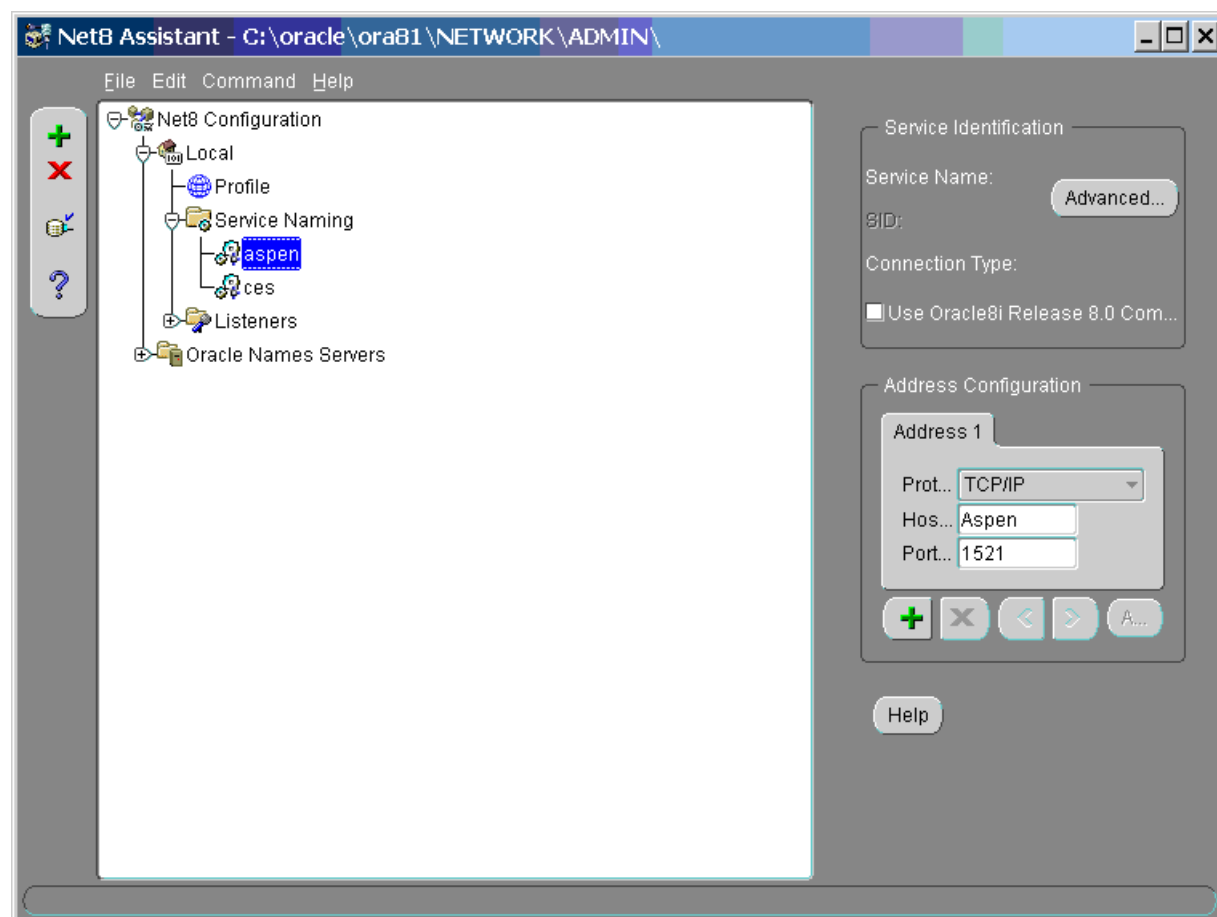 Net8 Assistant - C:\oracle\ora81\NETWORK\ADMIN\
File Edit Command Help
Net8 Configuration
Local
Profile
Service Naming
aspen
ces
Listeners
Oracle Names Servers
Service Identification
Service Name:
Advanced...
SID:
Connection Type:
Use Oracle8i Release 8.0 Com...
Address Configuration
Address 1
Prot... TCP/IP
Hos... Aspen
Port... 1521
A...
Help